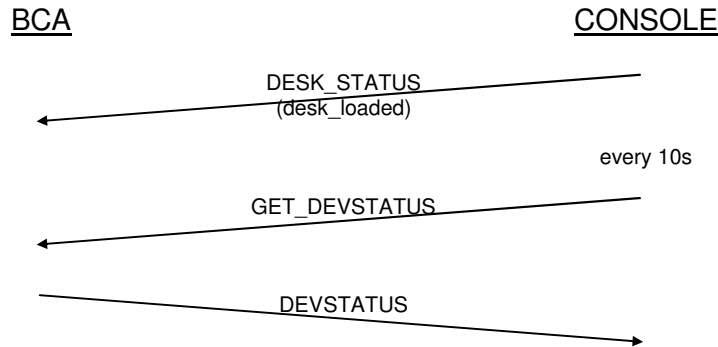 BCA
CONSOLE
DESK_STATUS
(desk_loaded)
every 10s
GET_DEVSTATUS
DEVSTATUS